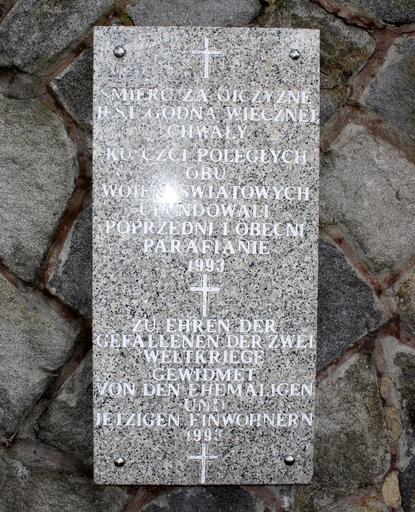 ŚMIERĆ ZA OJCZYZNĘ
JEST GODNA WIECZNEJ
CHWAŁY
KU CZCI POLEGŁYCH
OBU
WOJEN ŚWIATOWYCH
UFUNDOWALI
POPRZEDNI I OBECNI
PARAFIANIE
1993
ZU EHREN DER
GEFALLENEN DER ZWEI
WELTKRIEGE
GEWIDMET
VON DEN EHEMALIGEN
UND
JETZIGEN EINWOHNERN
1993